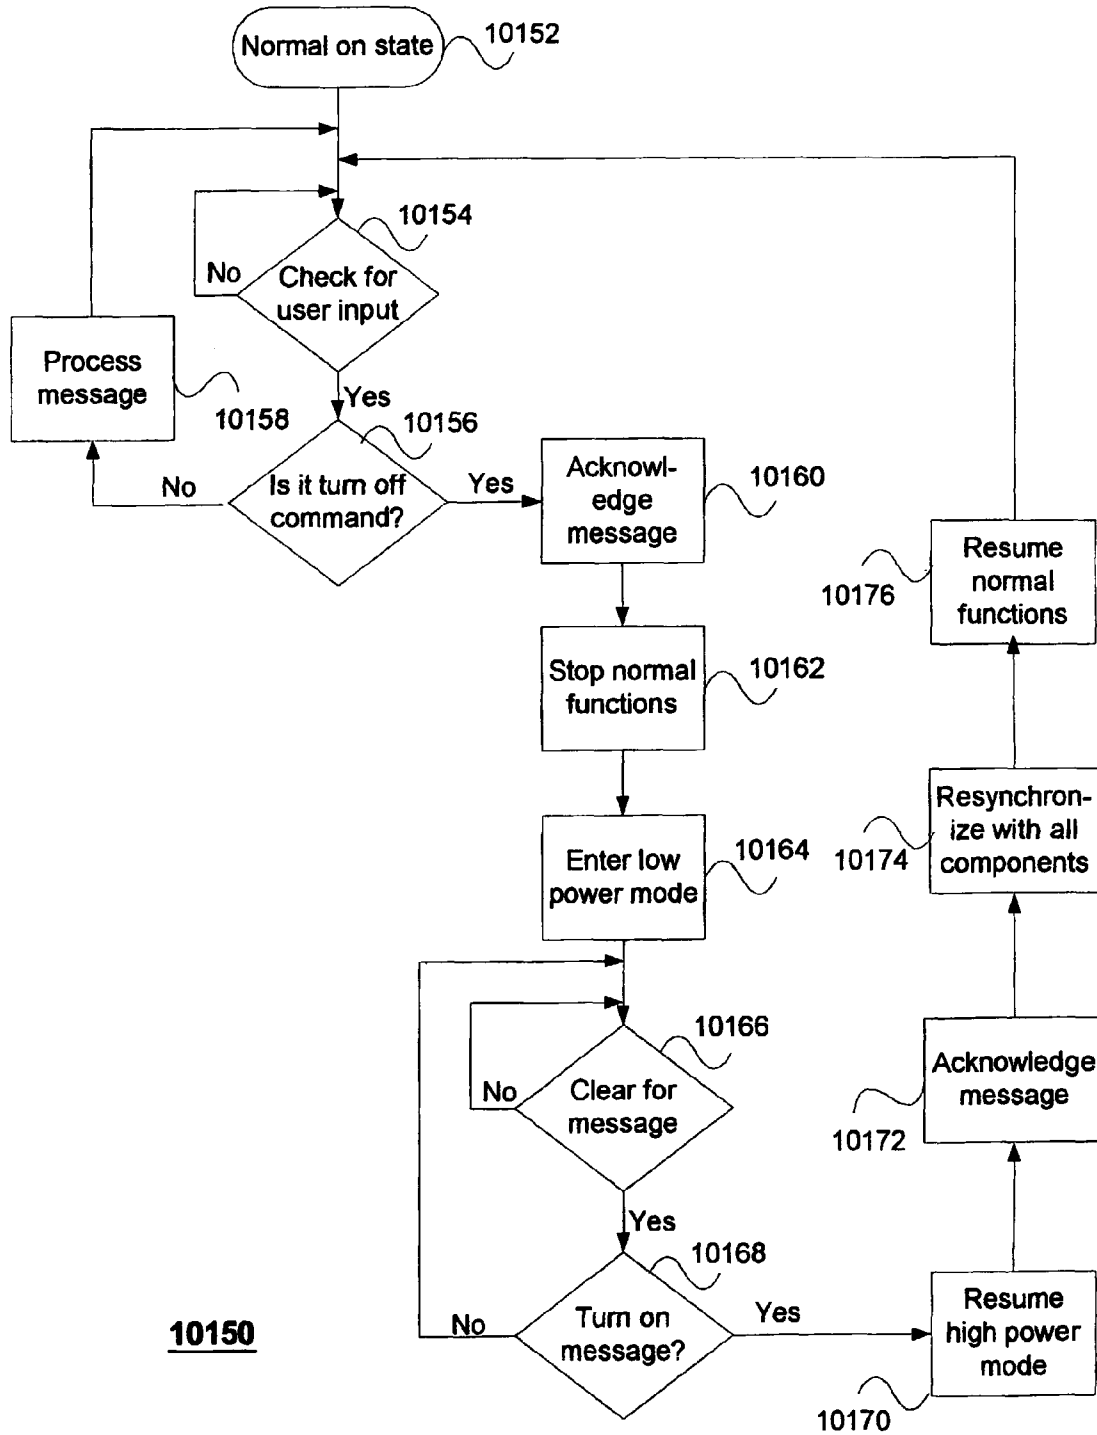 Normal on state
10152
10154
No
Check for
user input
Process
message
10158
Yes
10156
No
Is it turn off
command?
Yes
Acknowl-
edge
message
10160
Resume
normal
functions
10176
Stop normal
functions
10162
Resynchron-
ize with all
components
10174
Enter low
power mode
10164
10166
No
Clear for
message
Acknowledge
message
10172
Yes
10168
No
Turn on
message?
Yes
Resume
high power
mode
10170
10150